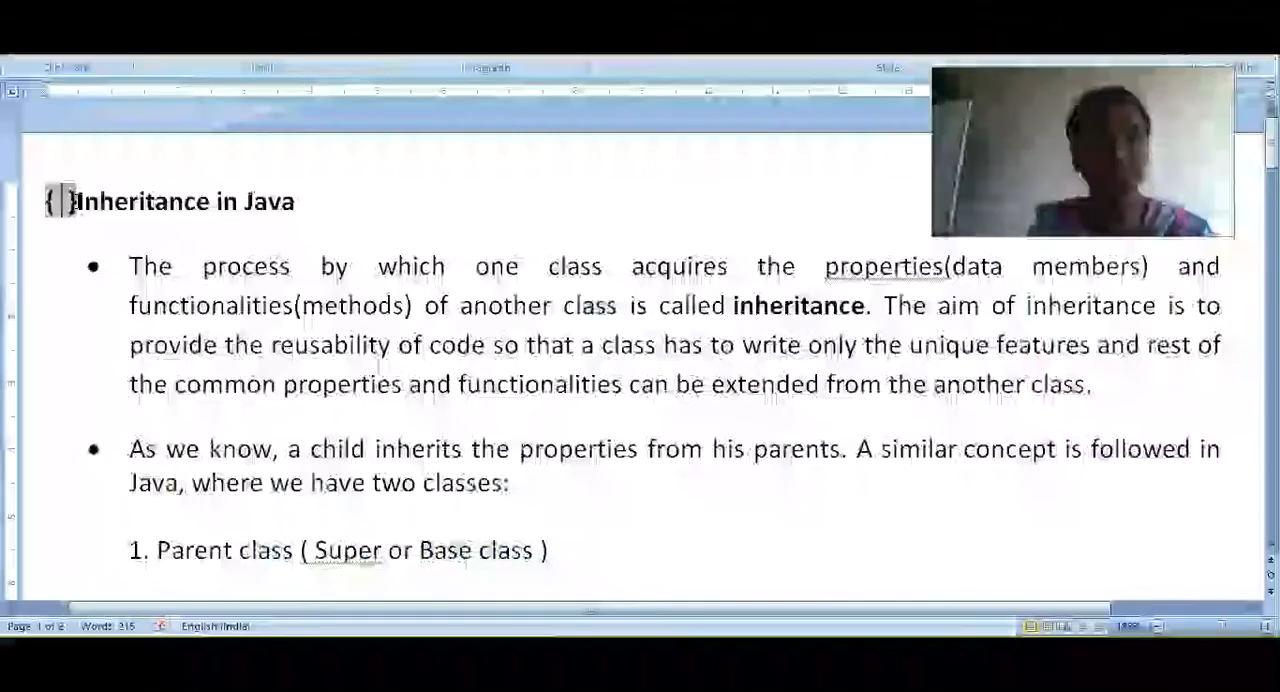 { }Inheritance in Java
• The process by which one class acquires the properties(data members) and
functionalities(methods) of another class is called inheritance. The aim of inheritance is to
provide the reusability of code so that a class has to write only the unique features and rest of
the common properties and functionalities can be extended from the another class.
• As we know, a child inherits the properties from his parents. A similar concept is followed in
Java, where we have two classes:
1. Parent class ( Super or Base class )
Page 1 of 2 Words: 215 English (India)